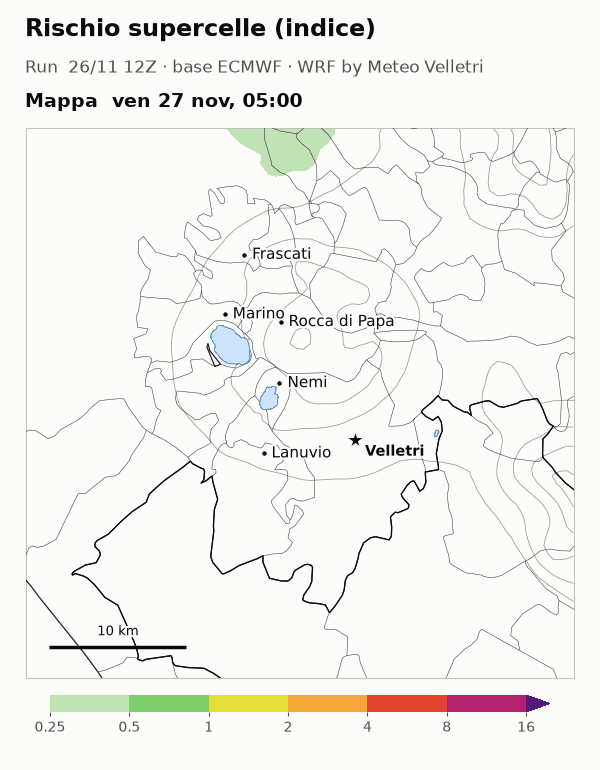 Rischio supercelle (indice)
Run  26/11 12Z · base ECMWF · WRF by Meteo Velletri
Mappa  ven 27 nov, 05:00
Frascati
Marino
Rocca di Papa
Nemi
Velletri
Lanuvio
10 km
0.25 0.5 1 2 4 8 16